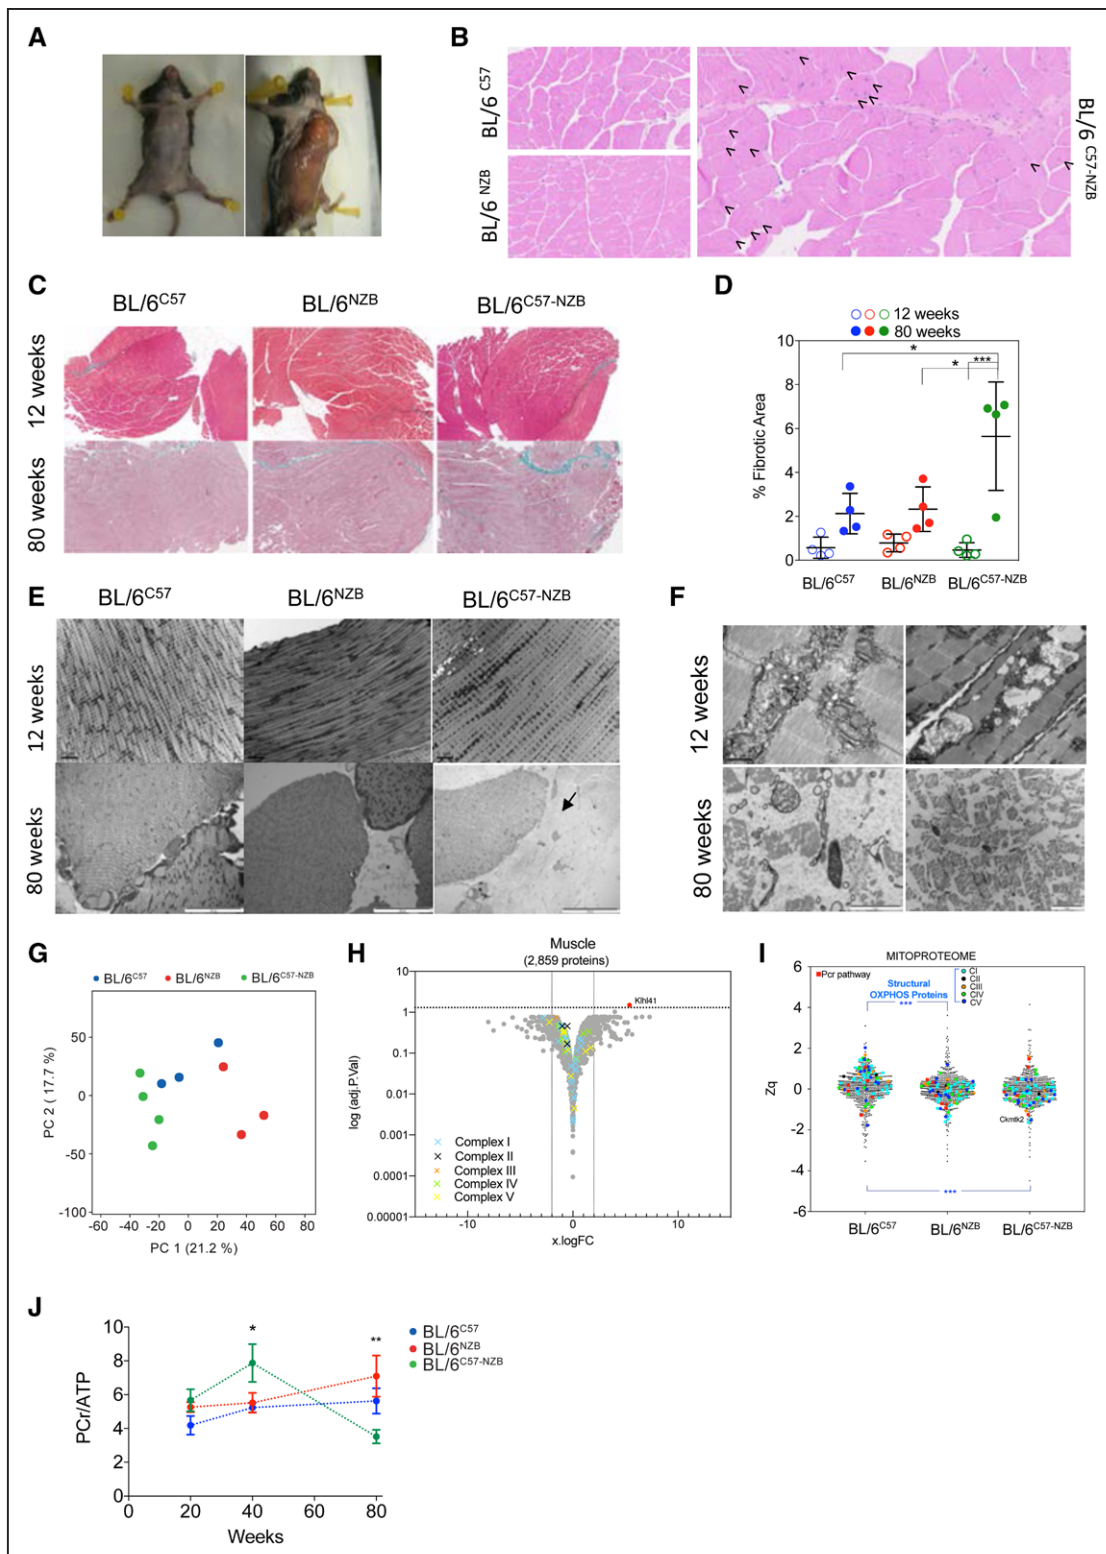 A
B
BL/6 C57
BL/6 NZB
BL/6 C57-NZB
C
BL/6C57
BL/6NZB
BL/6C57-NZB
12 weeks
80 weeks
D
12 weeks
80 weeks
*
*
***
% Fibrotic Area
10
8
6
4
2
0
BL/6C57
BL/6NZB
BL/6C57-NZB
E
BL/6C57
BL/6NZB
BL/6C57-NZB
12 weeks
80 weeks
F
12 weeks
80 weeks
G
BL/6C57
BL/6NZB
BL/6C57-NZB
PC 2 ( 17.7 %)
50
0
-50
-100
-60
-40
-20
0
20
40
60
80
PC 1 (21.2 %)
H
Muscle
(2,859 proteins)
log (adj.P.Val)
10
1
0.1
0.01
0.001
0.0001
0.00001
Klhl41
Complex I
Complex II
Complex III
Complex IV
Complex V
-10
0
10
x.logFC
I
MITOPROTEOME
Pcr pathway
Structural
OXPHOS Proteins
CI
CII
CIII
CIV
CV
***
Zq
6
4
2
0
-2
-4
-6
Ckmtk2
***
BL/6C57
BL/6NZB
BL/6C57-NZB
J
PCr/ATP
10
8
6
4
2
0
*
**
BL/6C57
BL/6NZB
BL/6C57-NZB
20
40
60
80
Weeks